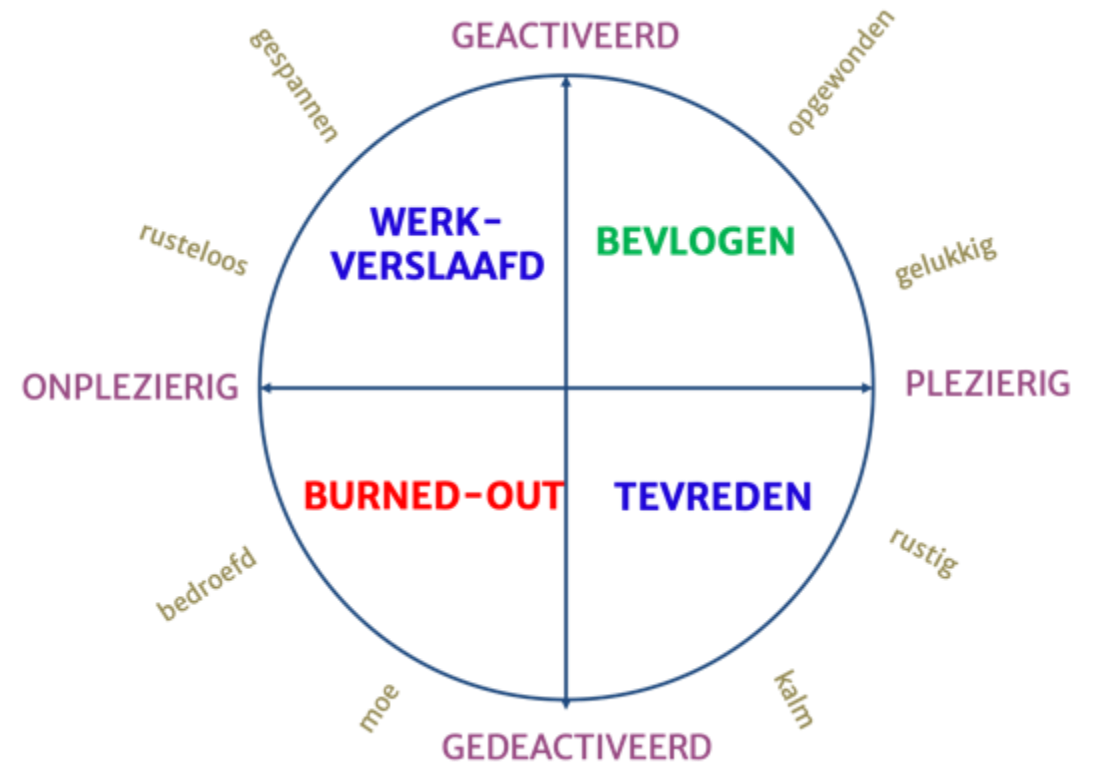 GEACTIVEERD
gespannen
opgewonden
WERK-
VERSLAAFD
BEVLOGEN
rusteloos
gelukkig
ONPLEZIERIG
PLEZIERIG
BURNED-OUT
TEVREDEN
bedroefd
rustig
moe
kalm
GEDEACTIVEERD